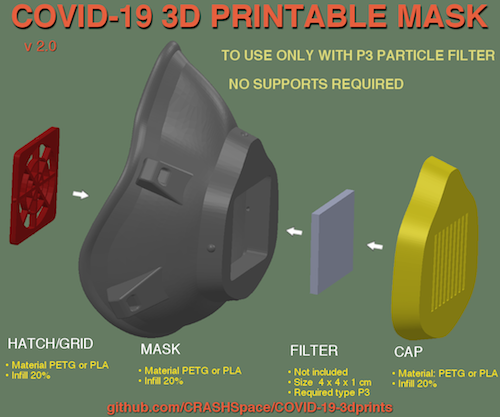 COVID-19 3D PRINTABLE MASK
v 2.0
TO USE ONLY WITH P3 PARTICLE FILTER
NO SUPPORTS REQUIRED
HATCH/GRID
• Material PETG or PLA
• Infill 20%
MASK
• Material PETG or PLA
• Infill 20%
FILTER
• Not included
• Size 4 x 4 x 1 cm
• Required type P3
CAP
• Material: PETG or PLA
• Infill 20%
github.com/CRASHSpace/COVID-19-3dprints